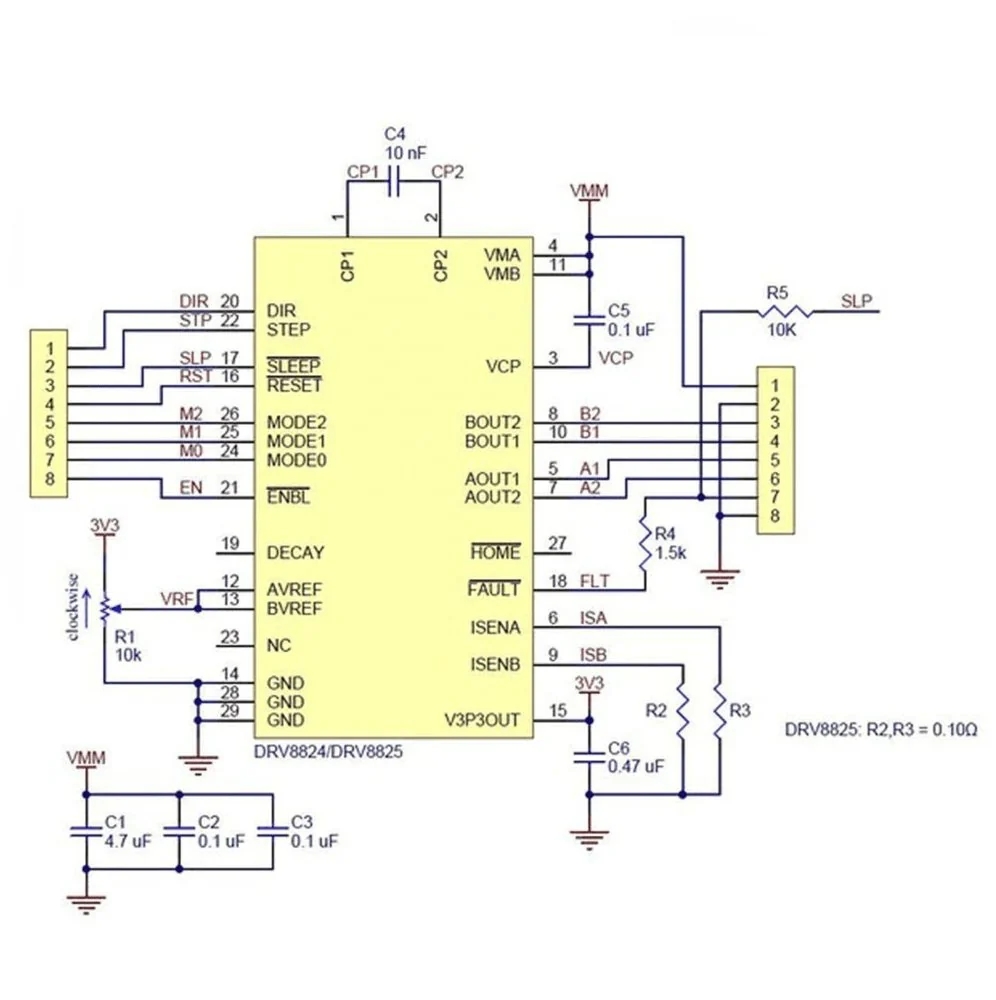 C4
10 nF
CP1 CP2
1 2
CP1 CP2
VMM
VMA 4
VMB 11
C5
0.1 uF
VCP 3 VCP
R5
10K
SLP
DIR 20 DIR
STP 22 STEP
SLP 17 SLEEP
RST 16 RESET
M2 26 MODE2
M1 25 MODE1
M0 24 MODE0
EN 21 ENBL
1
2
3
4
5
6
7
8
BOUT2 8 B2
BOUT1 10 B1
AOUT1 5 A1
AOUT2 7 A2
1
2
3
4
5
6
7
8
3V3
clockwise
R1
10k
VRF
19 DECAY
12 AVREF
13 BVREF
23 NC
14 GND
28 GND
29 GND
HOME 27
FAULT 18 FLT
R4
1.5k
ISENA 6 ISA
ISENB 9 ISB
3V3
V3P3OUT 15
R2
R3
C6
0.47 uF
DRV8825: R2,R3 = 0.10Ω
DRV8824/DRV8825
VMM
C1
4.7 uF
C2
0.1 uF
C3
0.1 uF